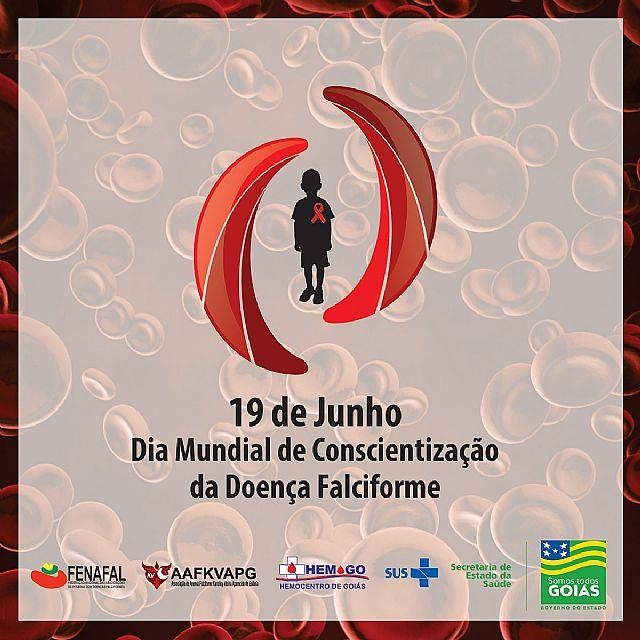 19 de Junho
Dia Mundial de Conscientização
da Doença Falciforme
FENAFAL
AAFKVAPG
HEMAGO
HEMOCENTRO DE GOIÁS
SUS
Secretaria de
Estado da
Saúde
Somos todos
GOIÁS
GOVERNO DO ESTADO